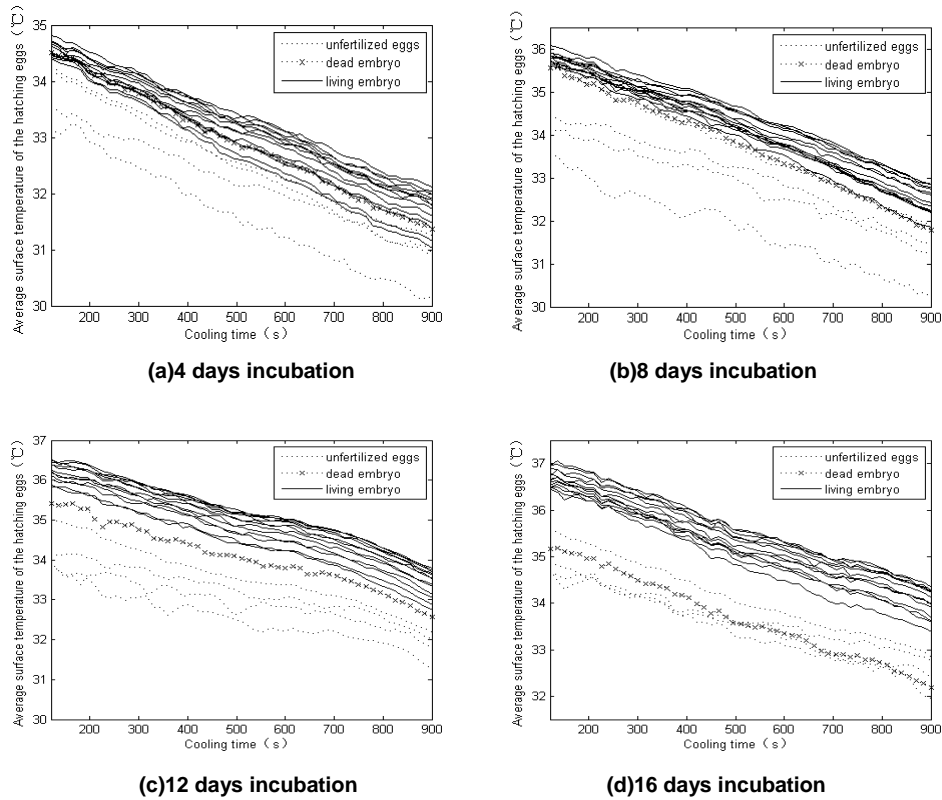 Average surface temperature of the hatching eggs（℃）
35
34
33
32
31
30
200 300 400 500 600 700 800 900
Cooling time（s）
unfertilized eggs
dead embryo
living embryo
(a)4 days incubation
Average surface temperature of the hatching eggs（℃）
36
35
34
33
32
31
30
200 300 400 500 600 700 800 900
Cooling time（s）
unfertilized eggs
dead embryo
living embryo
(b)8 days incubation
Average surface temperature of the hatching eggs（℃）
37
36
35
34
33
32
31
30
200 300 400 500 600 700 800 900
Cooling time（s）
unfertilized eggs
dead embryo
living embryo
(c)12 days incubation
Average surface temperature of the hatching eggs（℃）
37
36
35
34
33
32
200 300 400 500 600 700 800 900
Cooling time（s）
unfertilized eggs
dead embryo
living embryo
(d)16 days incubation